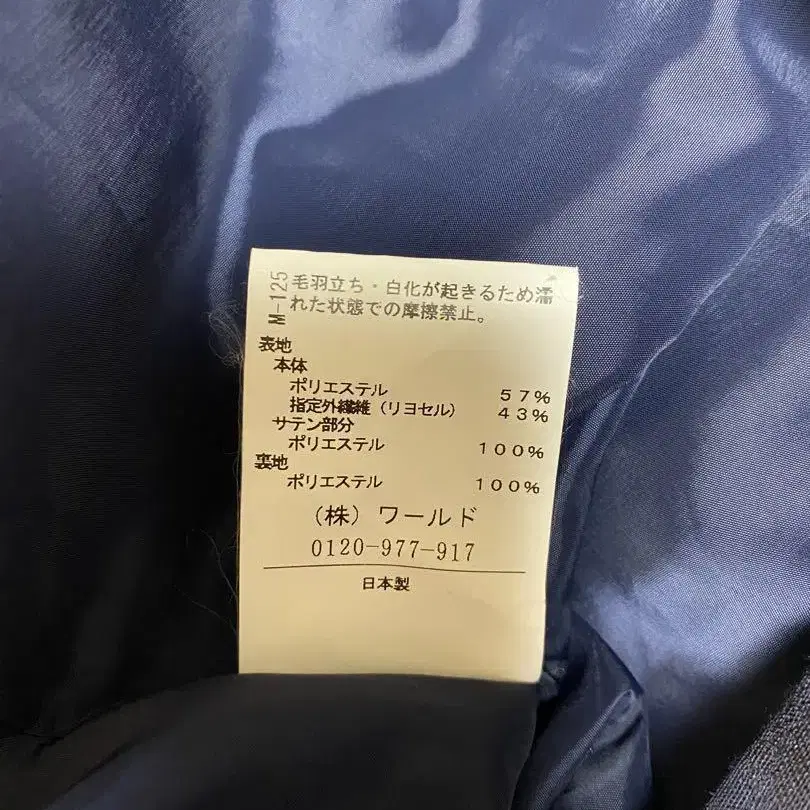 M-125
毛羽立ち・白化が起きるため濡
れた状態での摩擦禁止。
表地
本体
ポリエステル 57%
指定外繊維（リヨセル） 43%
サテン部分
ポリエステル 100%
裏地
ポリエステル 100%
（株）ワールド
0120-977-917
日本製